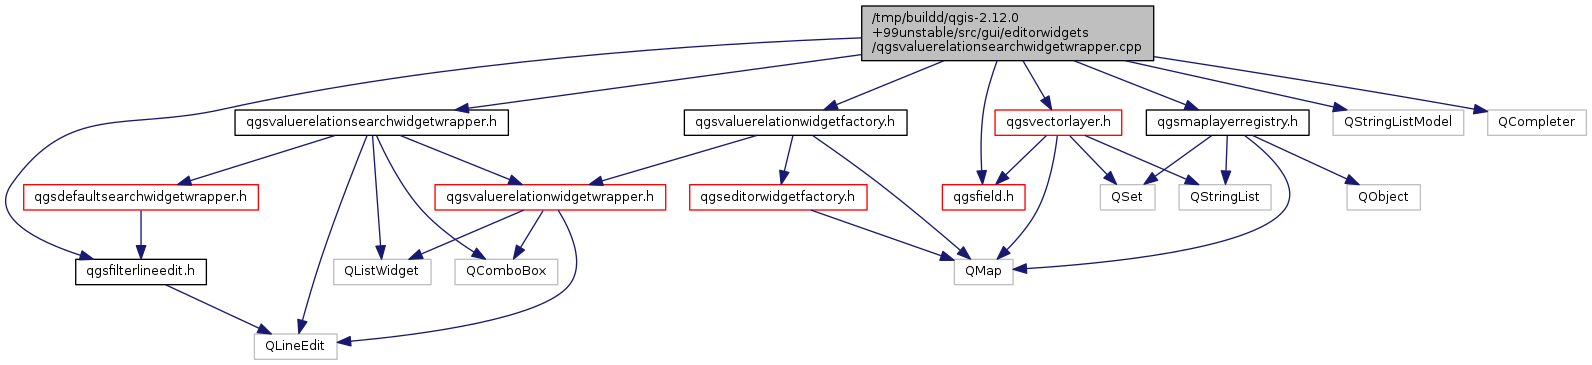 /tmp/buildd/qgis-2.12.0
+99unstable/src/gui/editorwidgets
/qgsvaluerelationsearchwidgetwrapper.cpp
qgsvaluerelationsearchwidgetwrapper.h
qgsvaluerelationwidgetfactory.h
qgsvectorlayer.h
qgsmaplayerregistry.h
QStringListModel
QCompleter
qgsdefaultsearchwidgetwrapper.h
qgsvaluerelationwidgetwrapper.h
qgseditorwidgetfactory.h
qgsfield.h
QSet
QStringList
QObject
qgsfilterlineedit.h
QListWidget
QComboBox
QMap
QLineEdit